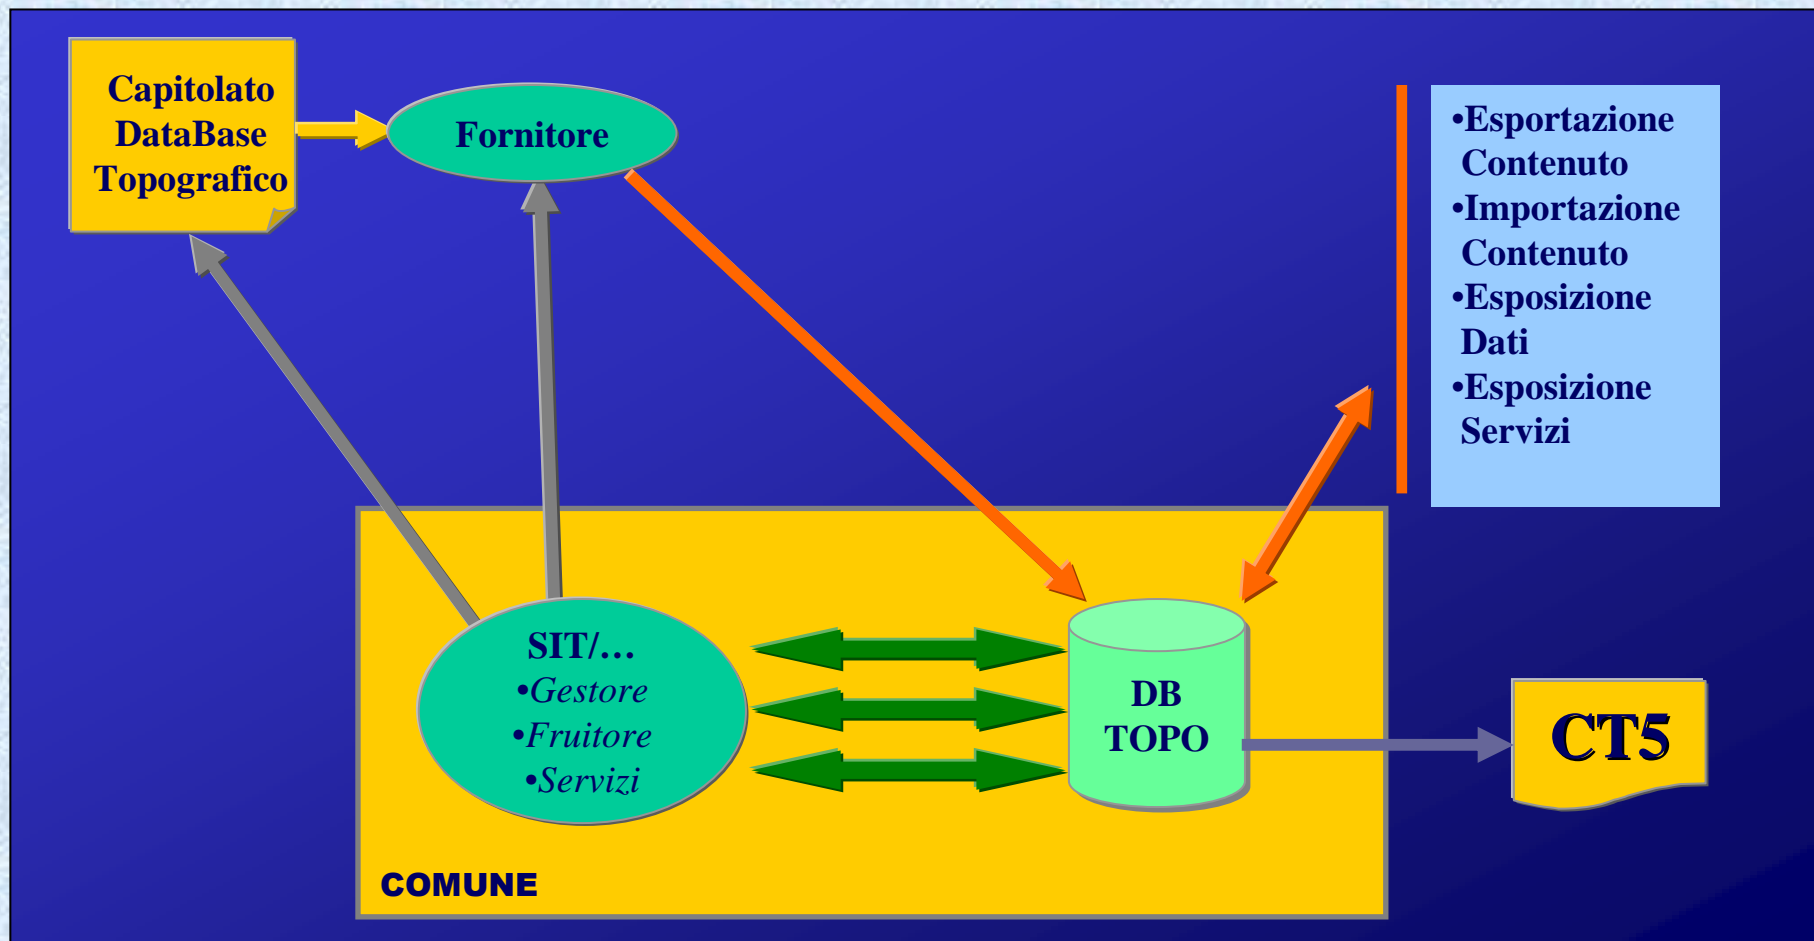 Capitolato
DataBase
Topografico
Fornitore
•Esportazione
Contenuto
•Importazione
Contenuto
•Esposizione
Dati
•Esposizione
Servizi
SIT/…
•Gestore
•Fruitore
•Servizi
DB
TOPO
CT5
COMUNE